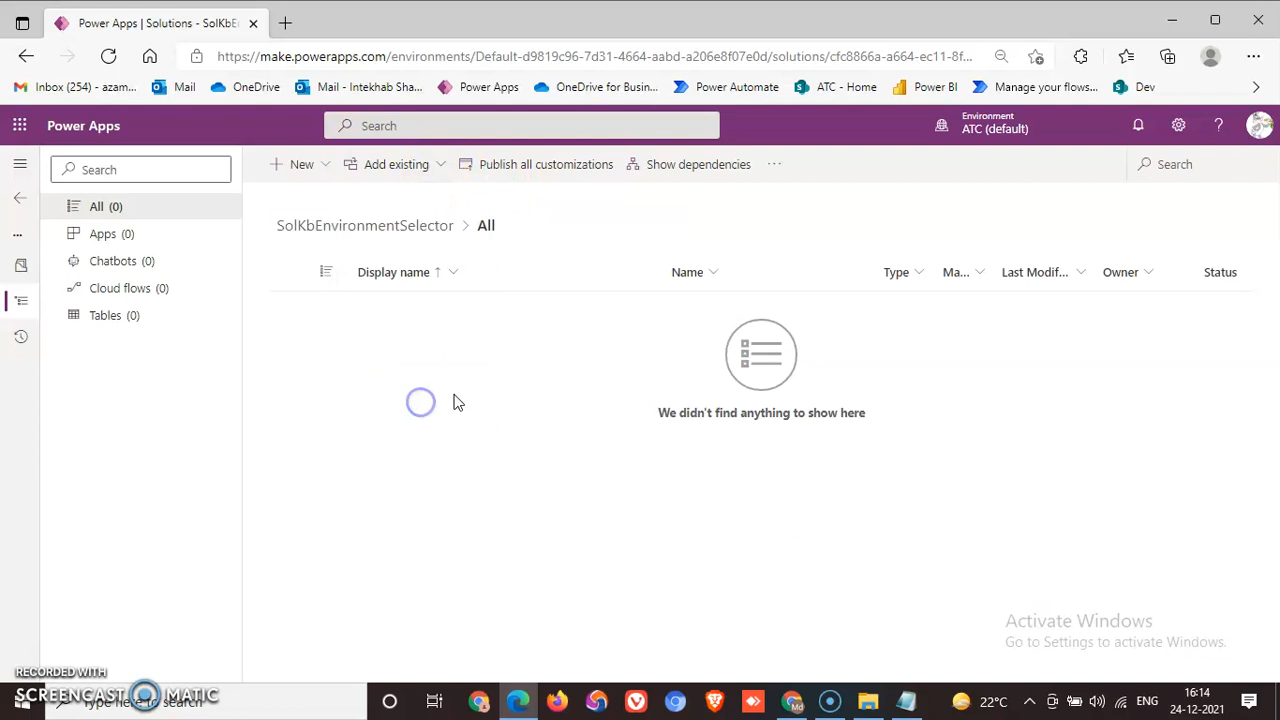 Power Apps | Solutions - SolKbE
https://make.powerapps.com/environments/Default-d9819c96-7d31-4664-aabd-a206e8f07e0d/solutions/cfc8866a-a664-ec11-8f...
Inbox (254) – azam... Mail OneDrive Mail - Intekhab Sha... Power Apps OneDrive for Busin... Power Automate ATC - Home Power BI Manage your flows... Dev
Power Apps
Search
Environment
ATC (default)
Search
New
Add existing
Publish all customizations
Show dependencies
Search
All (0)
Apps (0)
Chatbots (0)
Cloud flows (0)
Tables (0)
SolKbEnvironmentSelector > All
Display name ↑ Name Type Ma... Last Modif... Owner Status
We didn't find anything to show here
Activate Windows
Go to Settings to activate Windows.
RECORDED WITH
SCREENCAST MATIC
Type here to search
22°C
ENG
16:14
24-12-2021